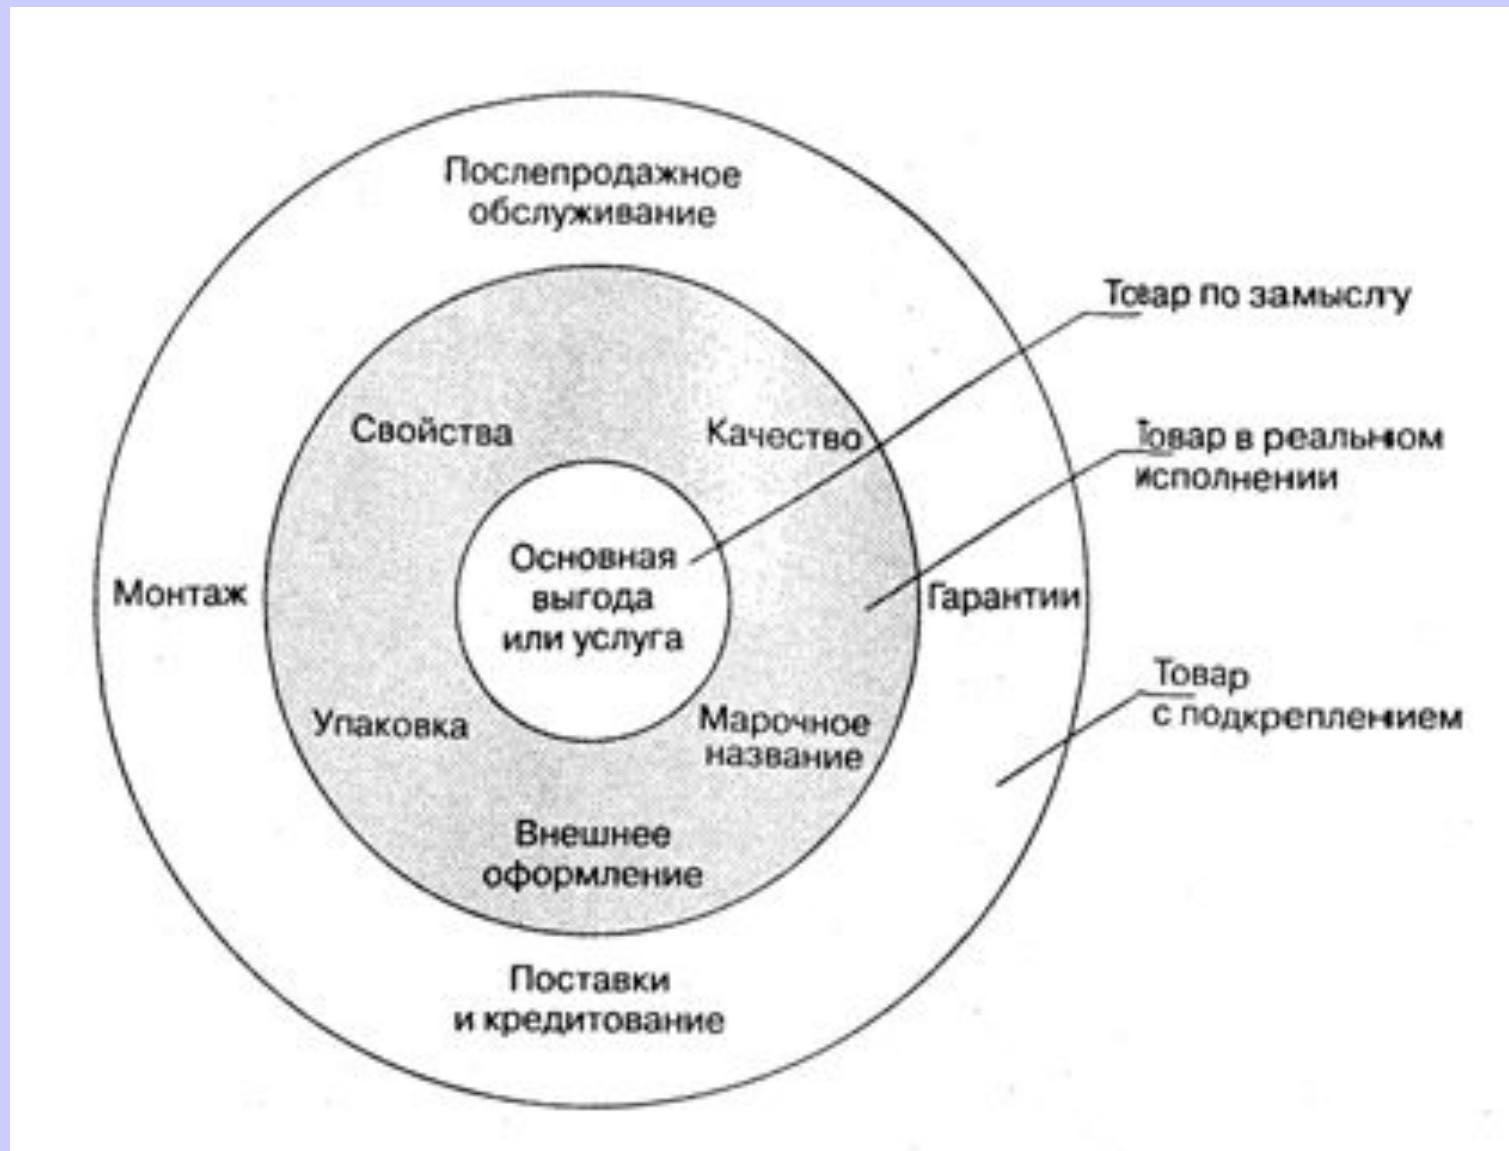 Послепродажное
обслуживание
Товар по замыслу
Свойства
Качество
Товар в реальном
исполнении
Основная
выгода
или услуга
Монтаж
Гарантии
Товар
с подкреплением
Упаковка
Марочное
название
Внешнее
оформление
Поставки
и кредитование